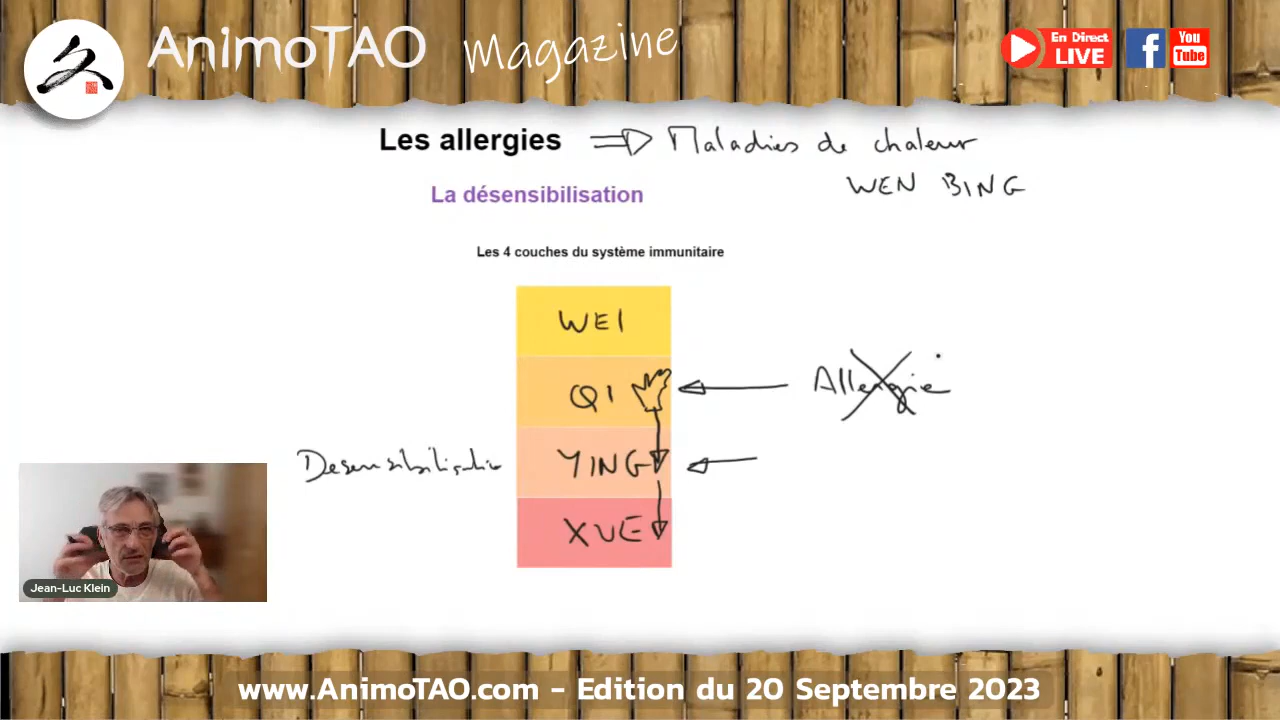 AnimoTAO Magazine
En Direct
LIVE
You
Tube
Les allergies ⇒ Maladies de chaleur
WEN BING
La désensibilisation
Les 4 couches du système immunitaire
WEI
QI
Allergie
Desensibilisation
YING
XUE
Jean-Luc Klein
www.AnimoTAO.com - Edition du 20 Septembre 2023